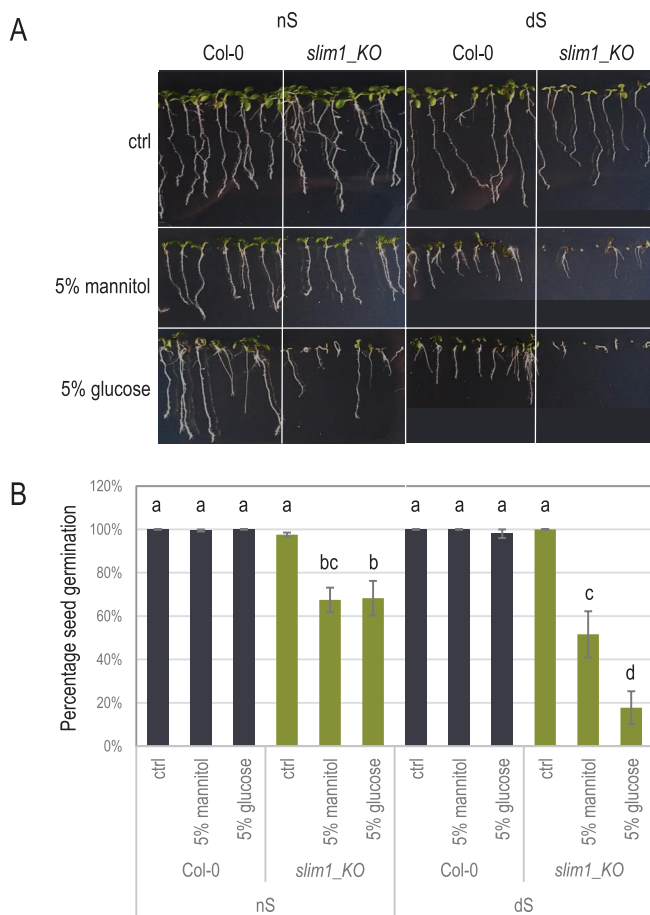 A
nS
dS
Col-0
slim1_KO
Col-0
slim1_KO
ctrl
5% mannitol
5% glucose
B
Percentage seed germination
120%
100%
80%
60%
40%
20%
0%
a
a
a
a
bc
b
a
a
a
a
c
d
ctrl
5% mannitol
5% glucose
ctrl
5% mannitol
5% glucose
ctrl
5% mannitol
5% glucose
ctrl
5% mannitol
5% glucose
Col-0
slim1_KO
Col-0
slim1_KO
nS
dS